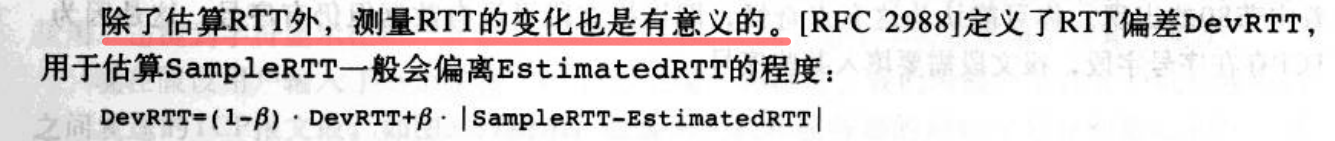 除了估算RTT外，测量RTT的变化也是有意义的。[RFC 2988]定义了RTT偏差DevRTT，
用于估算SampleRTT一般会偏离EstimatedRTT的程度：
DevRTT=(1-β)·DevRTT+β·|SampleRTT-EstimatedRTT|